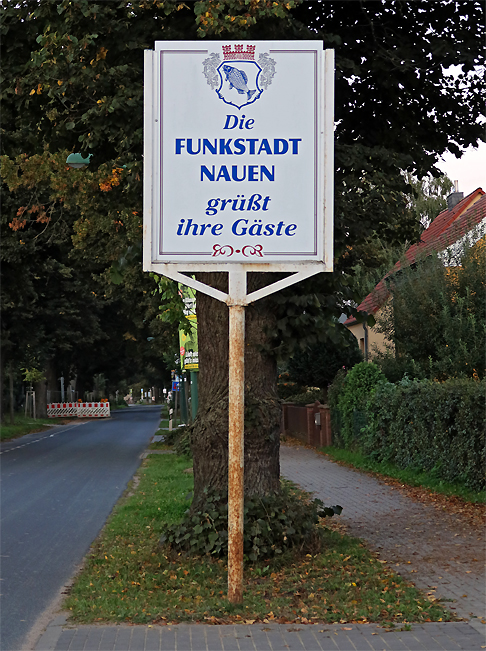 Die
FUNKSTADT
NAUEN
grüßt
ihre Gäste